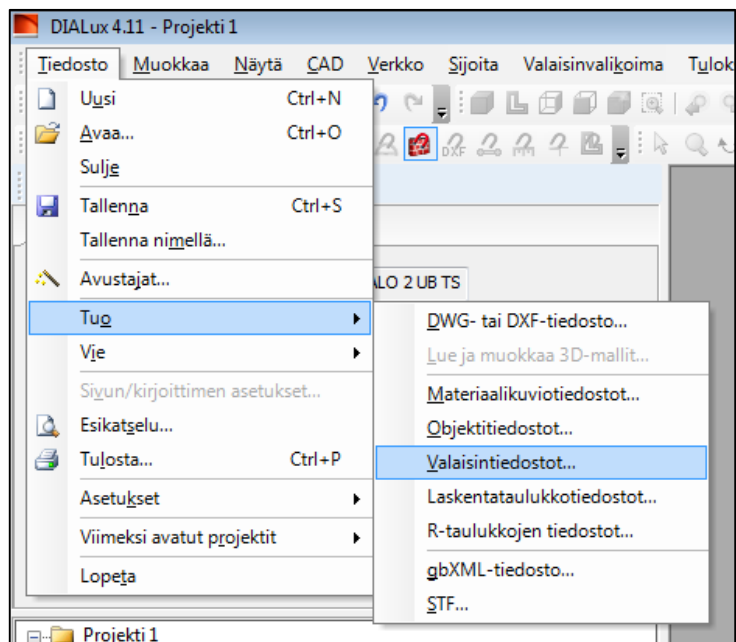 DIALux 4.11 - Projekti 1
Tiedosto Muokkaa Näytä CAD Verkko Sijoita Valaisinvalikoima Tulok
Uusi Ctrl+N
Avaa... Ctrl+O
DXF
Sulje
Tallenna Ctrl+S
Tallenna nimellä...
Avustajat...
ALO 2 UB TS
Tuo
DWG- tai DXF-tiedosto...
Vie
Lue ja muokkaa 3D-mallit...
Sivun/kirjoittimen asetukset...
Materiaalikuviotiedostot...
Esikatselu...
Objektitiedostot...
Tulosta... Ctrl+P
Valaisintiedostot...
Asetukset
Laskentataulukkotiedostot...
Viimeksi avatut projektit
R-taulukkojen tiedostot...
Lopeta
gbXML-tiedosto...
STF...
Projekti 1